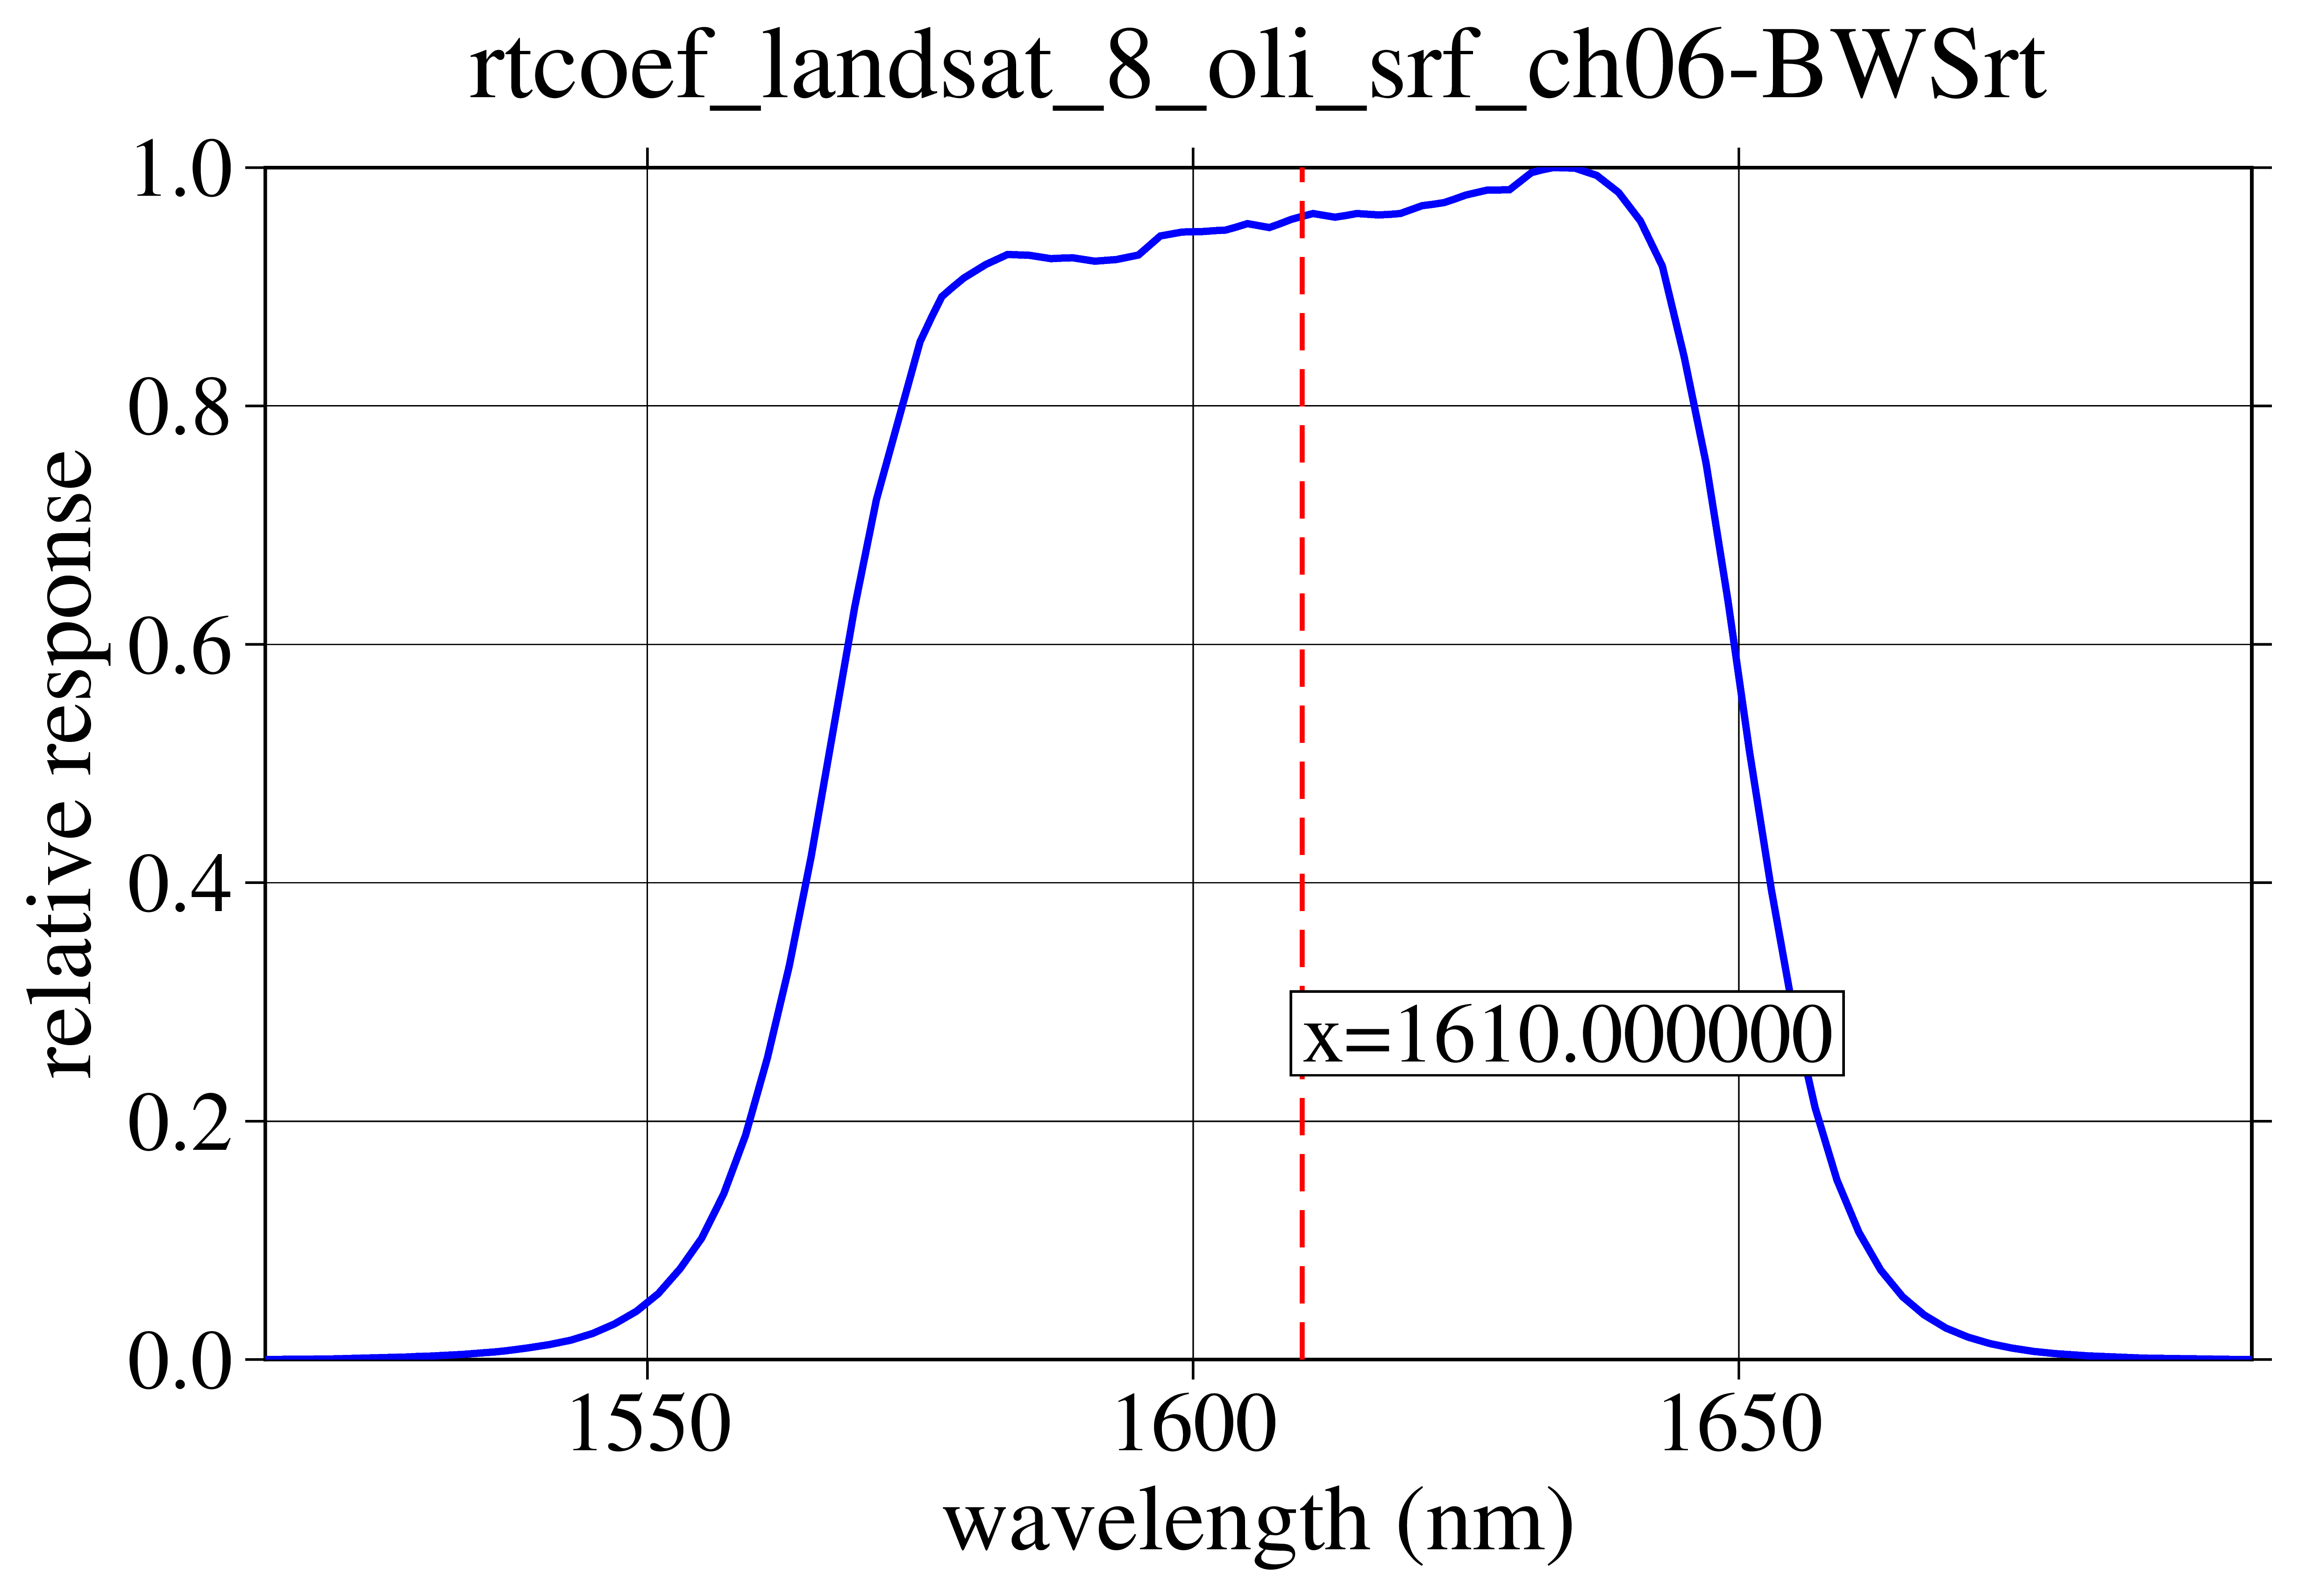 rtcoef_landsat_8_oli_srf_ch06-BWSrt
1.0
0.8
0.6
0.4
0.2
0.0
relative response
x=1610.000000
1550 1600 1650
wavelength (nm)